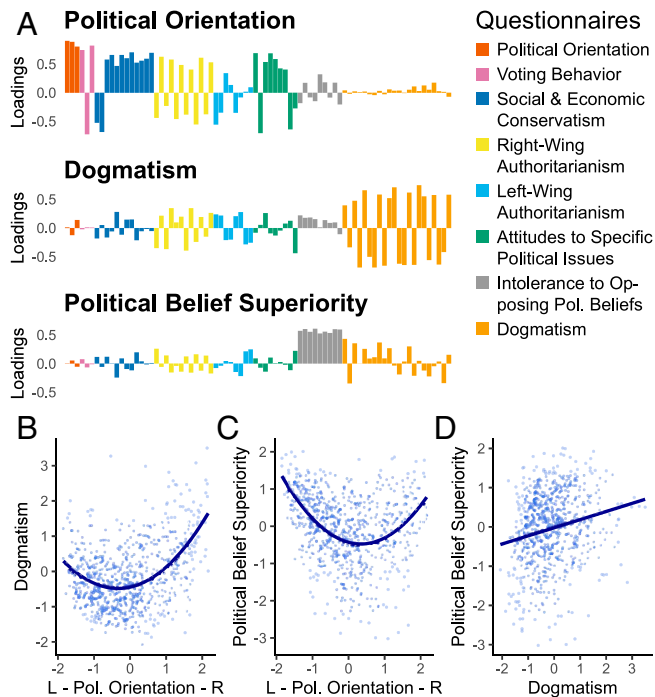 A
Political Orientation
Loadings
0.5
0.0
-0.5
Dogmatism
Loadings
0.5
0.0
-0.5
Political Belief Superiority
Loadings
0.5
0.0
0.5
Questionnaires
Political Orientation
Voting Behavior
Social & Economic
Conservatism
Right-Wing
Authoritarianism
Left-Wing
Authoritarianism
Attitudes to Specific
Political Issues
Intolerance to Op-
posing Pol. Beliefs
Dogmatism
B
Dogmatism
3
2
1
0
-1
-2
-2 -1 0 1 2
L - Pol. Orientation - R
C
Political Belief Superiority
2
1
0
-1
-2
-3
-2 -1 0 1 2
L - Pol. Orientation - R
D
Political Belief Superiority
2
1
0
-1
-2
-3
-2 -1 0 1 2 3
Dogmatism